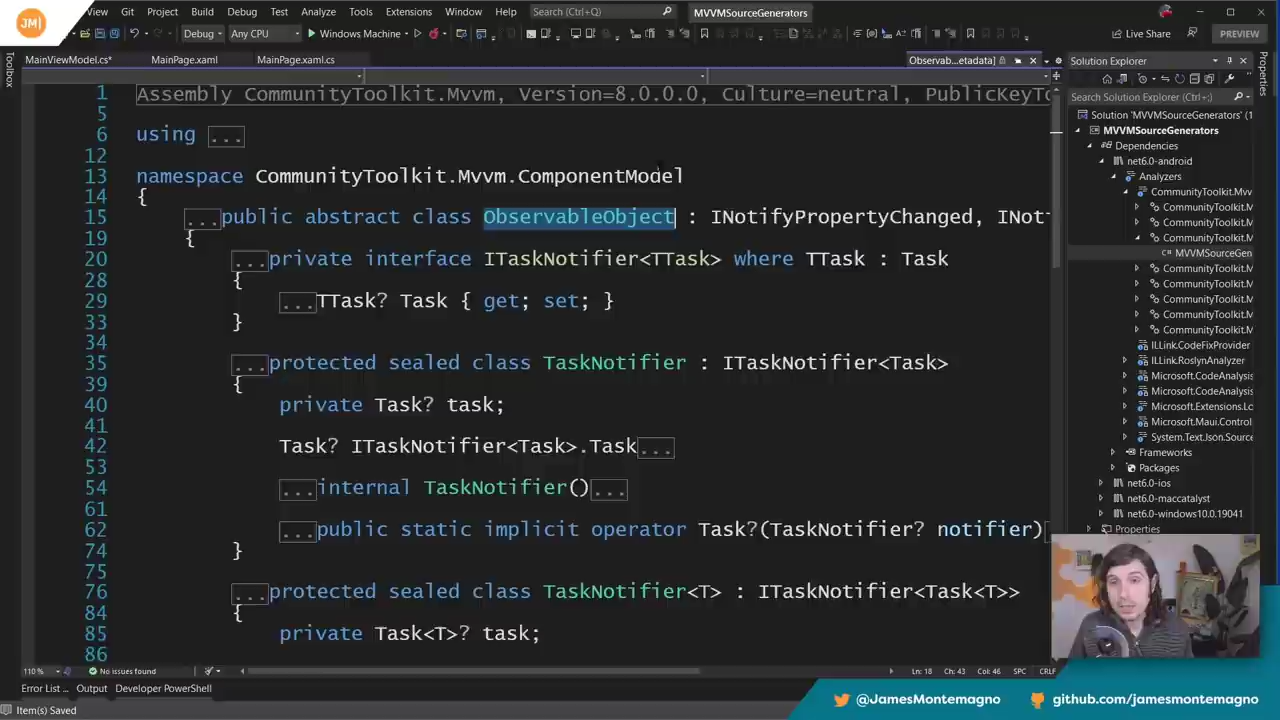 JM|
View Git Project Build Debug Test Analyze Tools Extensions Window Help Search (Ctrl+Q) MVVMSourceGenerators
Debug Any CPU Windows Machine Live Share PREVIEW
Toolbox
MainViewModel.cs* MainPage.xaml MainPage.xaml.cs Observab...etadata]
1 Assembly CommunityToolkit.Mvvm, Version=8.0.0.0, Culture=neutral, PublicKeyTo
5
6 using ...
12
13 namespace CommunityToolkit.Mvvm.ComponentModel
14 {
15 ...public abstract class ObservableObject : INotifyPropertyChanged, INot
19 {
20 ...private interface ITaskNotifier<TTask> where TTask : Task
28 {
29 ...TTask? Task { get; set; }
33 }
34
35 ...protected sealed class TaskNotifier : ITaskNotifier<Task>
39 {
40 private Task? task;
41
42 Task? ITaskNotifier<Task>.Task...
53
54 ...internal TaskNotifier()...
61
62 ...public static implicit operator Task?(TaskNotifier? notifier)
74 }
75
76 ...protected sealed class TaskNotifier<T> : ITaskNotifier<Task<T>>
84 {
85 private Task<T>? task;
86
110 % No issues found Ln: 18 Ch: 43 Col: 46 SPC CRLF
Error List ... Output Developer PowerShell
Item(s) Saved
Solution Explorer
Search Solution Explorer (Ctrl+;)
Solution 'MVVMSourceGenerators' (1
MVVMSourceGenerators
Dependencies
net6.0-android
Analyzers
CommunityToolkit.Mvv
CommunityToolkit.M
CommunityToolkit.M
CommunityToolkit.M
MVVMSourceGen
CommunityToolkit.M
CommunityToolkit.M
CommunityToolkit.M
CommunityToolkit.M
CommunityToolkit.M
ILLink.CodeFixProvider
ILLink.RoslynAnalyzer
Microsoft.CodeAnalysis
Microsoft.CodeAnalysis
Microsoft.Extensions.Lo
Microsoft.Maui.Control
System.Text.Json.Source
Frameworks
Packages
net6.0-ios
net6.0-maccatalyst
net6.0-windows10.0.19041
Properties
Properties
@JamesMontemagno github.com/jamesmontemagno